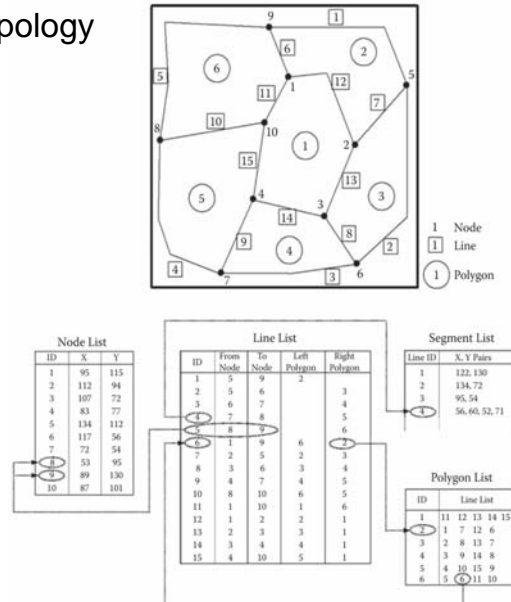 pology
9
1
6
2
5
6
1
12
5
11
7
8
10
10
1
2
15
13
5
4
3
3
14
8
2
9
4
4
7
3
6
1 Node
1 Line
1 Polygon
Node List
ID X Y
1 95 115
2 112 94
3 107 72
4 83 77
5 134 112
6 117 56
7 72 54
8 53 95
9 89 130
10 87 101
Line List
ID From Node To Node Left Polygon Right Polygon
1 5 9 2
2 5 6 3
3 6 7 4
4 7 8 5
5 8 9 6
6 1 9 6 2
7 2 5 2 3
8 3 6 3 4
9 4 7 4 5
10 8 10 6 5
11 1 10 1 6
12 1 2 2 1
13 2 3 3 1
14 3 4 4 1
15 4 10 5 1
Segment List
Line ID X, Y Pairs
1 122, 130
2 134, 72
3 95, 54
4 56, 60, 52, 71
Polygon List
ID Line List
1 11 12 13 14 15
2 1 7 12 6
3 2 8 13 7
4 3 9 14 8
5 4 10 15 9
6 5 6 11 10